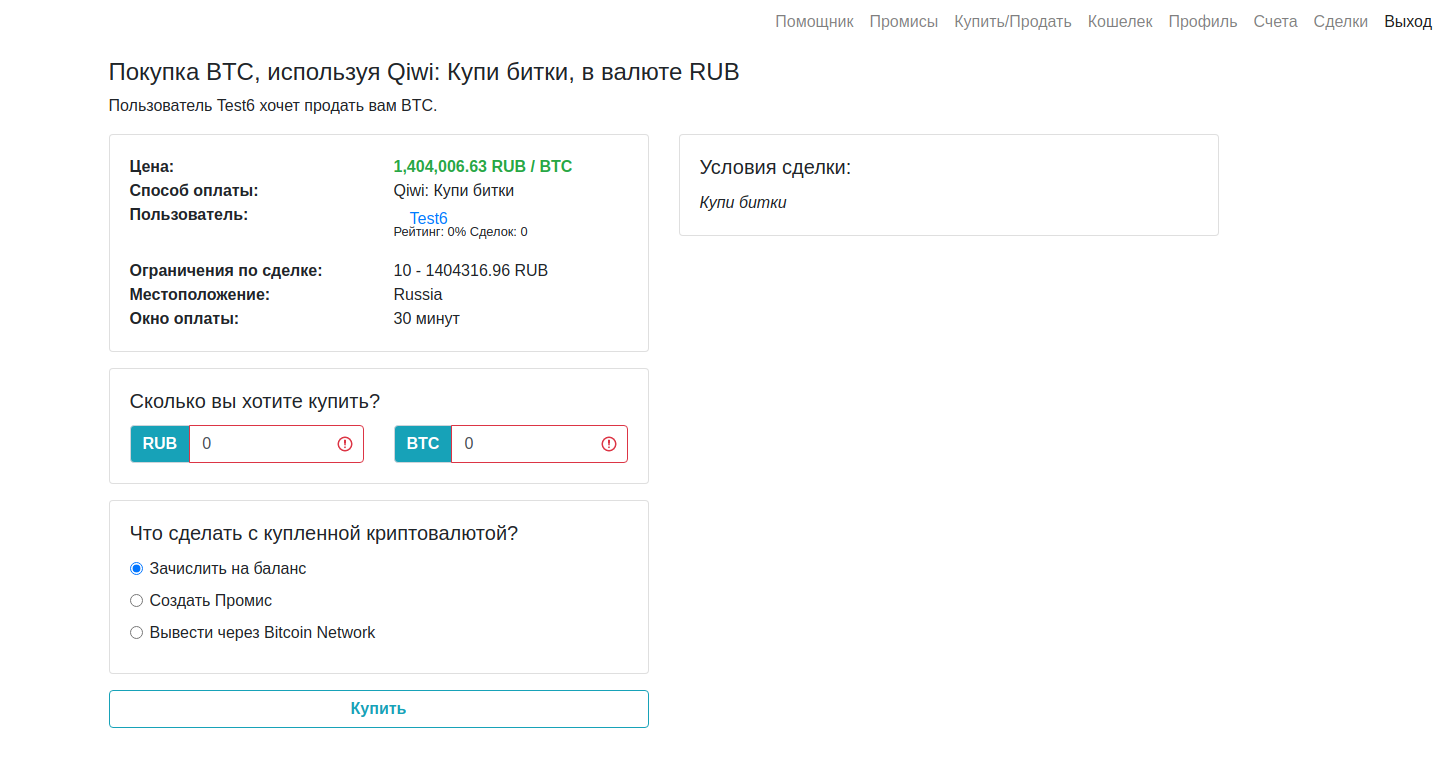 Помощник Промисы Купить/Продать Кошелек Профиль Счета Сделки Выход
Покупка BTC, используя Qiwi: Купи битки, в валюте RUB
Пользователь Test6 хочет продать вам BTC.
Цена: 1,404,006.63 RUB / BTC
Способ оплаты: Qiwi: Купи битки
Пользователь: Test6
Рейтинг: 0% Сделок: 0
Ограничения по сделке: 10 - 1404316.96 RUB
Местоположение: Russia
Окно оплаты: 30 минут
Условия сделки:
Купи битки
Сколько вы хотите купить?
RUB 0 BTC 0
Что сделать с купленной криптовалютой?
Зачислить на баланс
Создать Промис
Вывести через Bitcoin Network
Купить